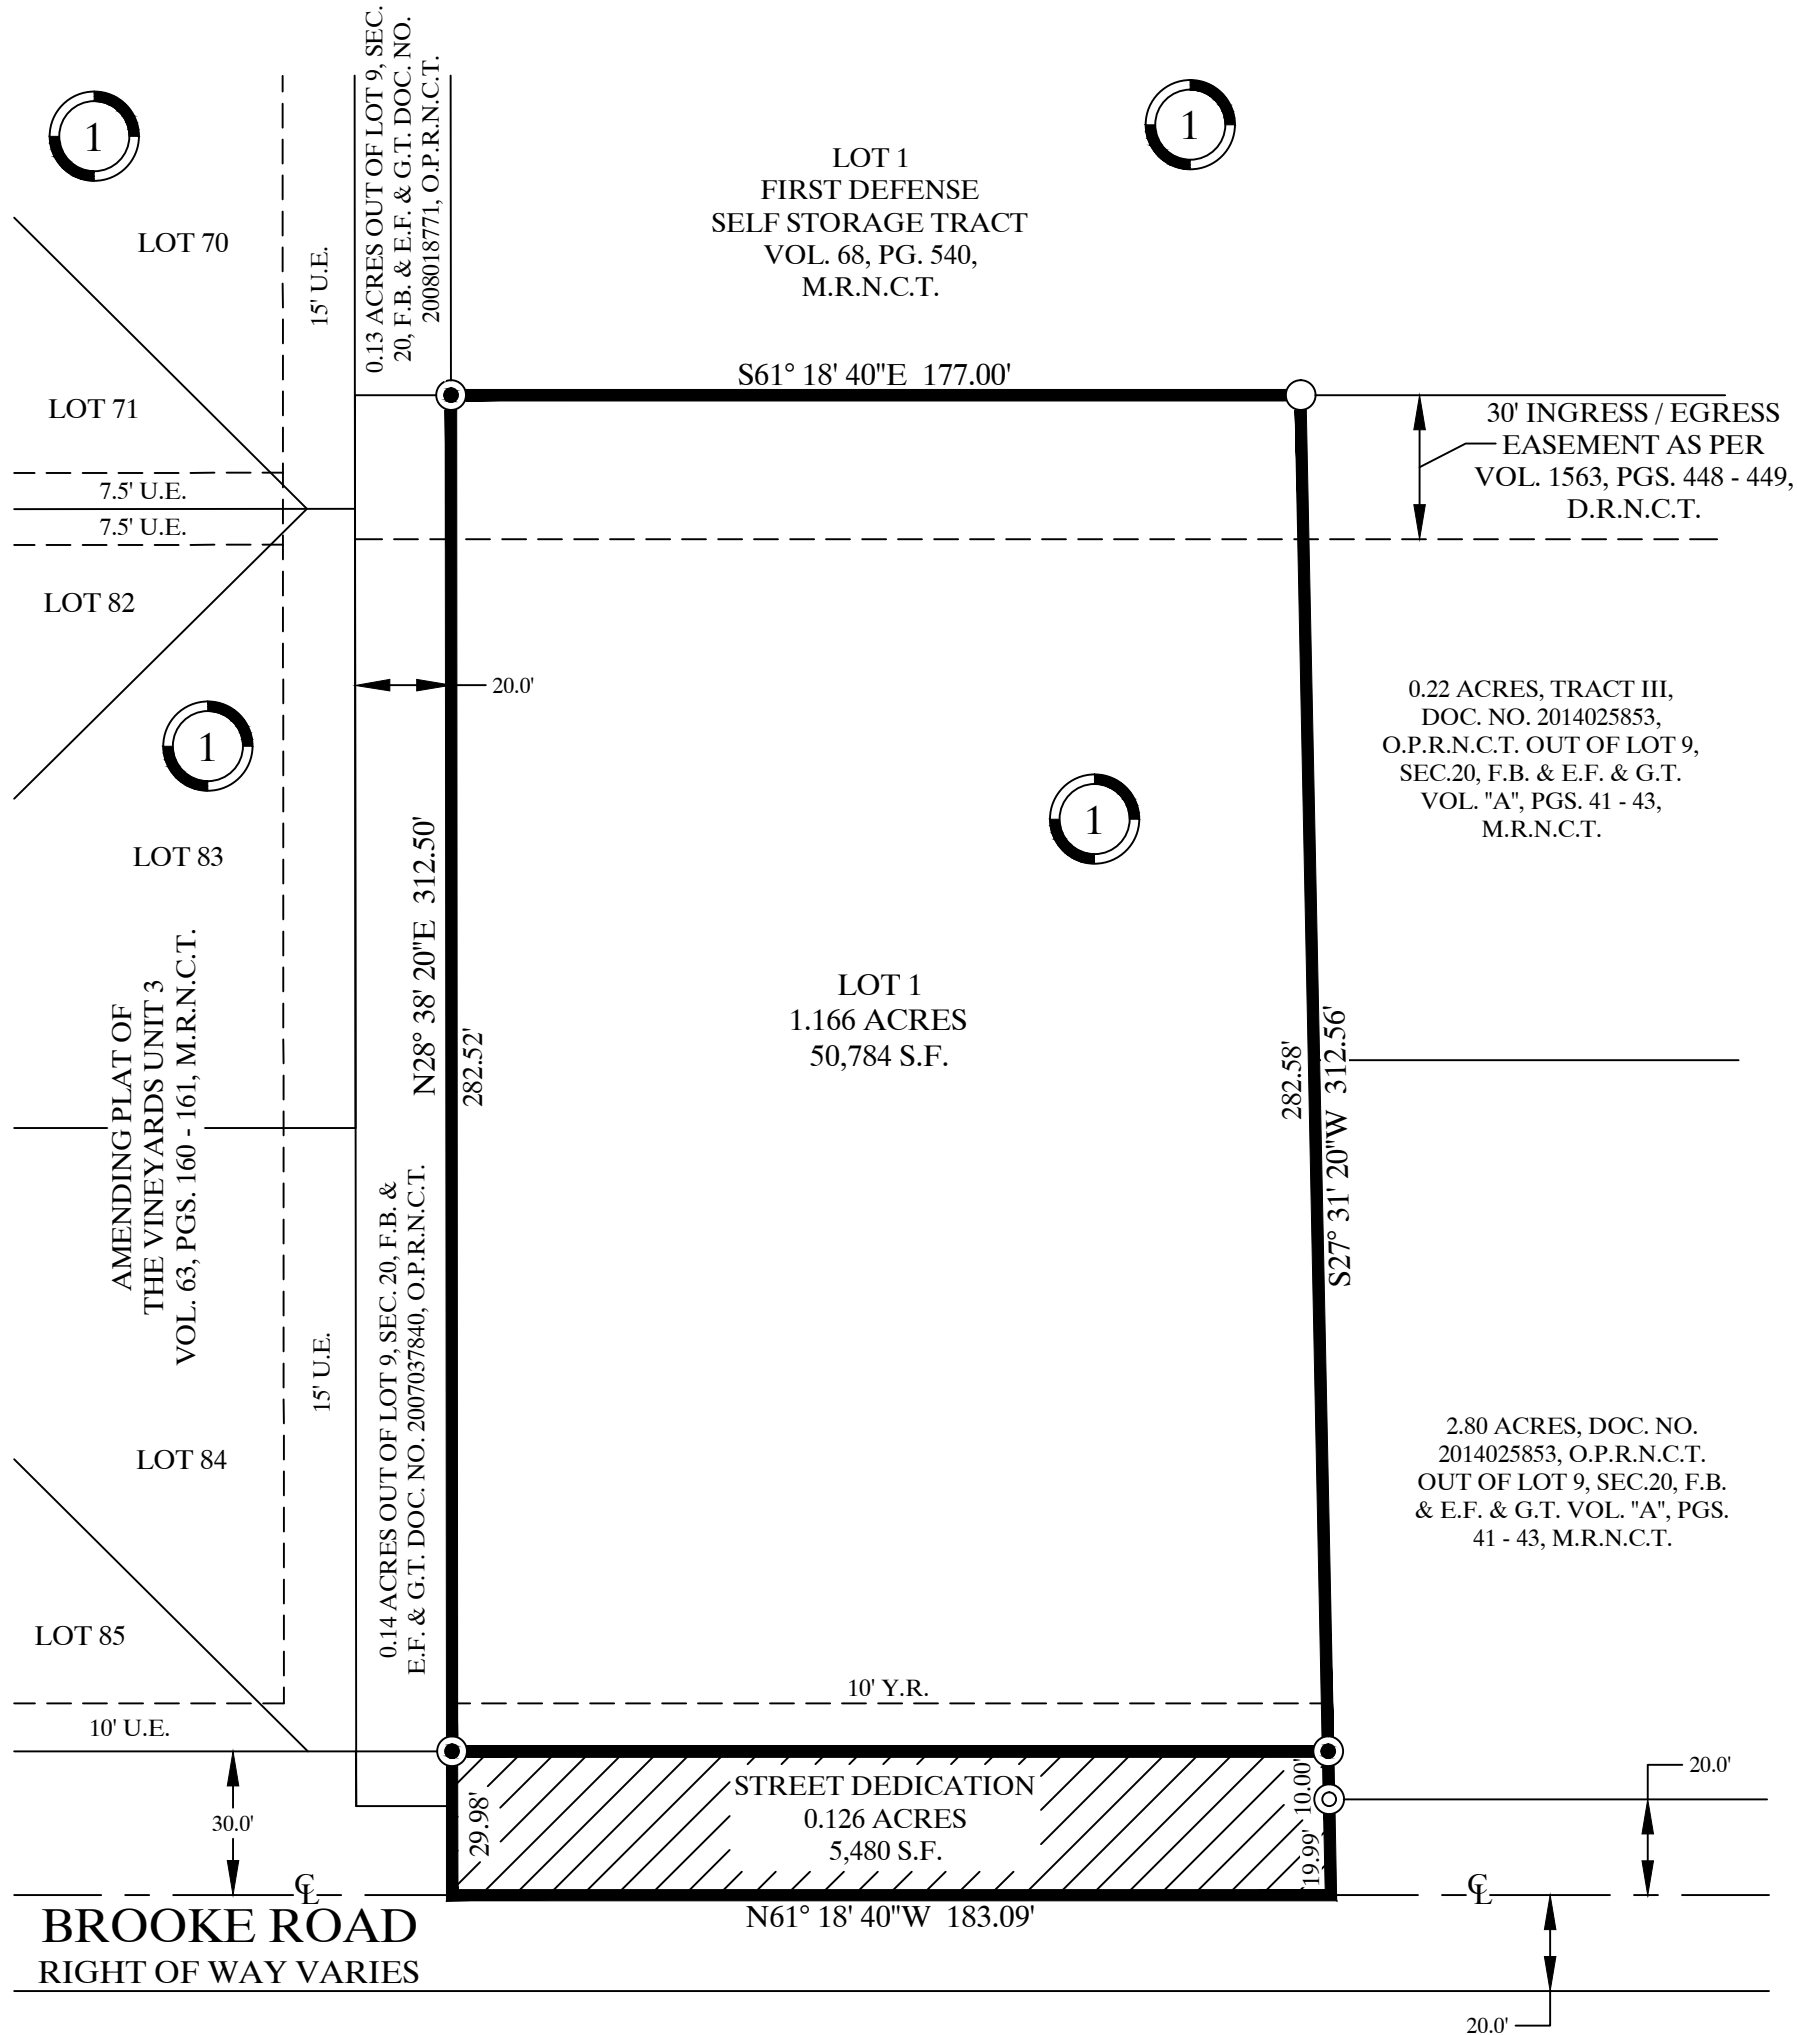 0.13 ACRES OUT OF LOT 9, SEC.
20, F.B. & E.F. & G.T. DOC. NO.
2008018771, O.P.R.N.C.T.
1
1
LOT 1
FIRST DEFENSE
SELF STORAGE TRACT
VOL. 68, PG. 540,
M.R.N.C.T.
LOT 70
15' U.E.
S61° 18' 40"E 177.00'
LOT 71
30' INGRESS / EGRESS
EASEMENT AS PER
VOL. 1563, PGS. 448 - 449,
D.R.N.C.T.
7.5' U.E.
7.5' U.E.
LOT 82
20.0'
0.22 ACRES, TRACT III,
DOC. NO. 2014025853,
O.P.R.N.C.T. OUT OF LOT 9,
SEC.20, F.B. & E.F. & G.T.
VOL. "A", PGS. 41 - 43,
M.R.N.C.T.
1
1
LOT 83
N28° 38' 20"E 312.50'
282.52'
LOT 1
1.166 ACRES
50,784 S.F.
282.58'
S27° 31' 20"W 312.56'
AMENDING PLAT OF
THE VINEYARDS UNIT 3
VOL. 63, PGS. 160 - 161, M.R.N.C.T.
0.14 ACRES OUT OF LOT 9, SEC. 20, F.B. &
E.F. & G.T. DOC. NO. 2007037840, O.P.R.N.C.T.
15' U.E.
LOT 84
2.80 ACRES, DOC. NO.
2014025853, O.P.R.N.C.T.
OUT OF LOT 9, SEC.20, F.B.
& E.F. & G.T. VOL. "A", PGS.
41 - 43, M.R.N.C.T.
LOT 85
10' Y.R.
10' U.E.
30.0'
29.98'
STREET DEDICATION
0.126 ACRES
5,480 S.F.
10.00'
19.99'
20.0'
CL
CL
BROOKE ROAD
RIGHT OF WAY VARIES
N61° 18' 40"W 183.09'
20.0'